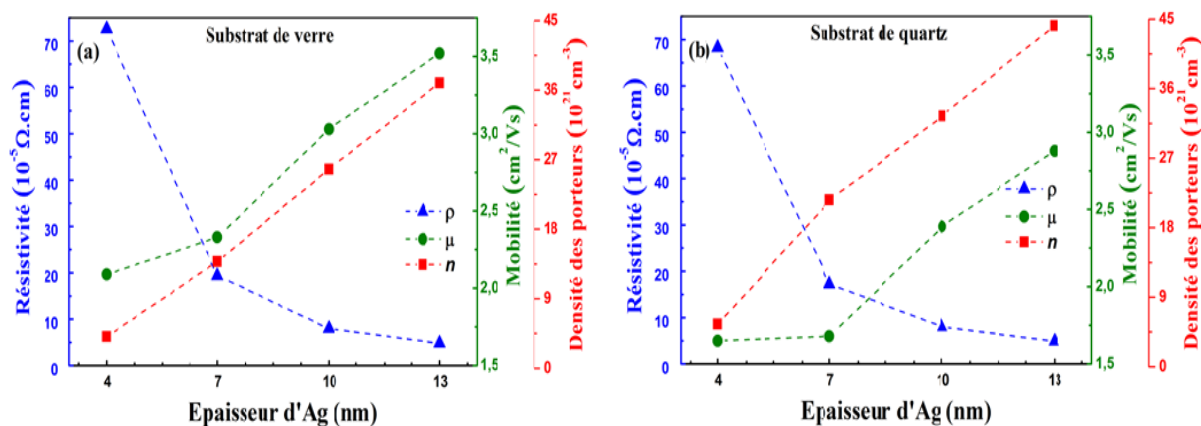 (a)
Substrat de verre
Résistivité (10⁻⁵Ω.cm)
70
60
50
40
30
20
10
0
ρ
μ
n
4
7
10
13
Epaisseur d'Ag (nm)
3,5
3,0
2,5
2,0
1,5
Mobilité (cm²/Vs)
45
36
27
18
9
0
Densité des porteurs (10²¹ cm⁻³)
(b)
Substrat de quartz
Résistivité (10⁻⁵Ω.cm)
70
60
50
40
30
20
10
0
ρ
μ
n
4
7
10
13
Epaisseur d'Ag (nm)
3,5
3,0
2,5
2,0
1,5
Mobilité (cm²/Vs)
45
36
27
18
9
0
Densité des porteurs (10²¹ cm⁻³)